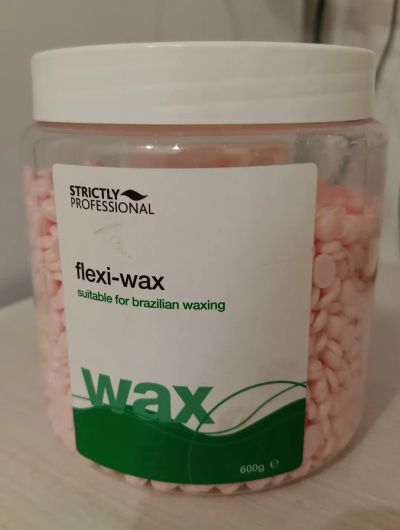 STRICTLY
PROFESSIONAL
flexi-wax
suitable for brazilian waxing
wax
600g ℮